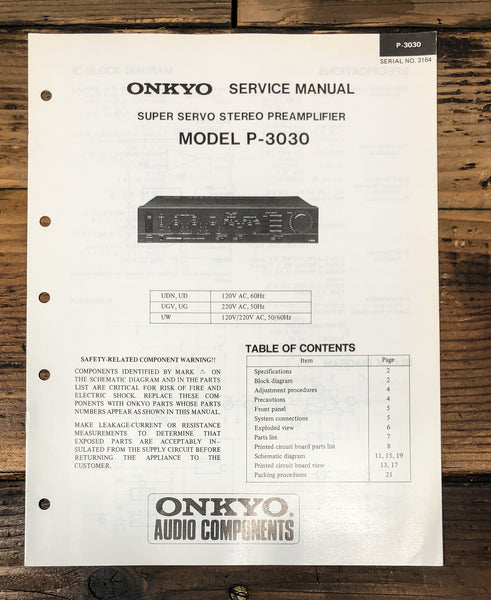 P-3030
SERIAL NO. 3164
ONKYO SERVICE MANUAL
SUPER SERVO STEREO PREAMPLIFIER
MODEL P-3030
UDN, UD 120V AC, 60Hz
UGV, UG 220V AC, 50Hz
UW 120V/220V AC, 50/60Hz
SAFETY-RELATED COMPONENT WARNING!!
COMPONENTS IDENTIFIED BY MARK ⚠ ON
THE SCHEMATIC DIAGRAM AND IN THE PARTS
LIST ARE CRITICAL FOR RISK OF FIRE AND
ELECTRIC SHOCK. REPLACE THESE COM-
PONENTS WITH ONKYO PARTS WHOSE PARTS
NUMBERS APPEAR AS SHOWN IN THIS MANUAL.
MAKE LEAKAGE-CURRENT OR RESISTANCE
MEASUREMENTS TO DETERMINE THAT
EXPOSED PARTS ARE ACCEPTABLY IN-
SULATED FROM THE SUPPLY CIRCUIT BEFORE
RETURNING THE APPLIANCE TO THE
CUSTOMER.
TABLE OF CONTENTS
Item Page
Specifications 2
Block diagram 2
Adjustment procedures 4
Precautions 4
Front panel 5
System connections 5
Exploded view 6
Parts list 7
Printed circuit board parts list 8
Schematic diagram 11, 15, 19
Printed circuit board view 13, 17
Packing procedures 21
ONKYO.
AUDIO COMPONENTS